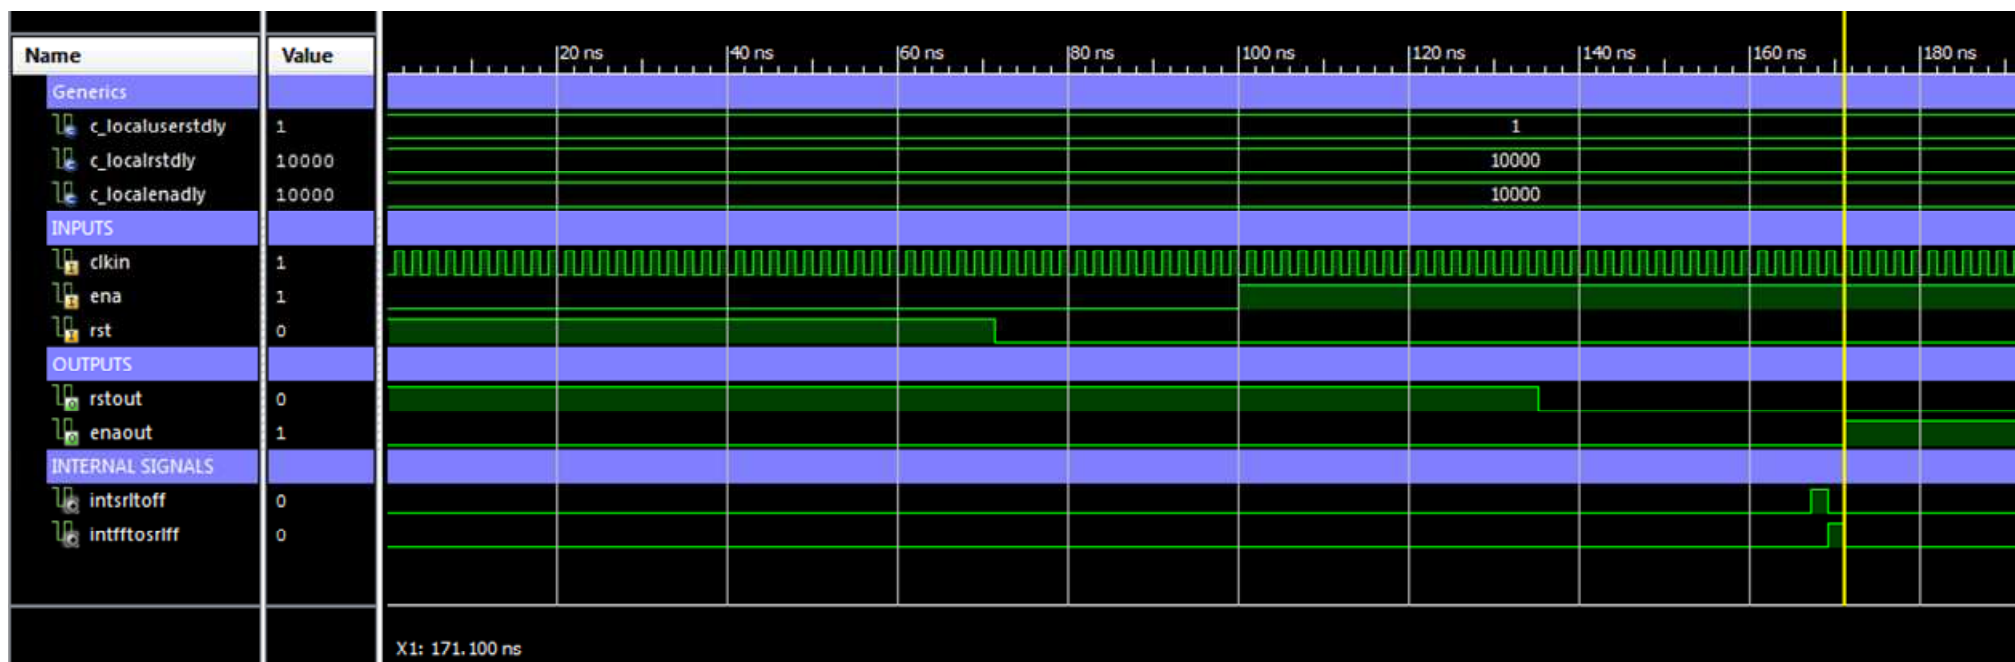 Name Value 20 ns 40 ns 60 ns 80 ns 100 ns 120 ns 140 ns 160 ns 180 ns
Generics
c_localuserstdly 1 1
c_localrstdly 10000 10000
c_localenadly 10000 10000
INPUTS
clkin 1
ena 1
rst 0
OUTPUTS
rstout 0
enaout 1
INTERNAL SIGNALS
intsrltoff 0
intfftosrlff 0
X1: 171.100 ns